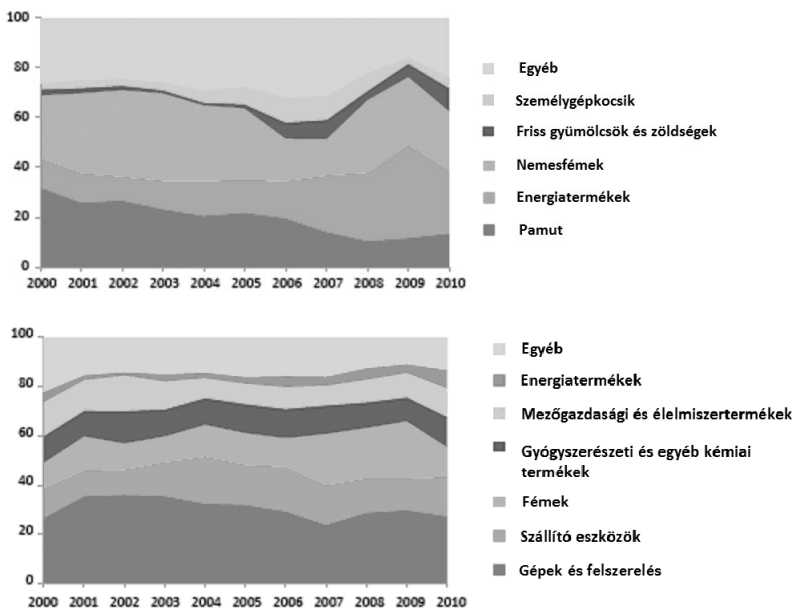 100
80
60
40
20
0
2000 2001 2002 2003 2004 2005 2006 2007 2008 2009 2010
Egyéb
Személygépkocsik
Friss gyümölcsök és zöldségek
Nemesfémek
Energiatermékek
Pamut
100
80
60
40
20
0
2000 2001 2002 2003 2004 2005 2006 2007 2008 2009 2010
Egyéb
Energiatermékek
Mezőgazdasági és élelmiszertermékek
Gyógyszerészeti és egyéb kémiai
termékek
Fémek
Szállító eszközök
Gépek és felszerelés